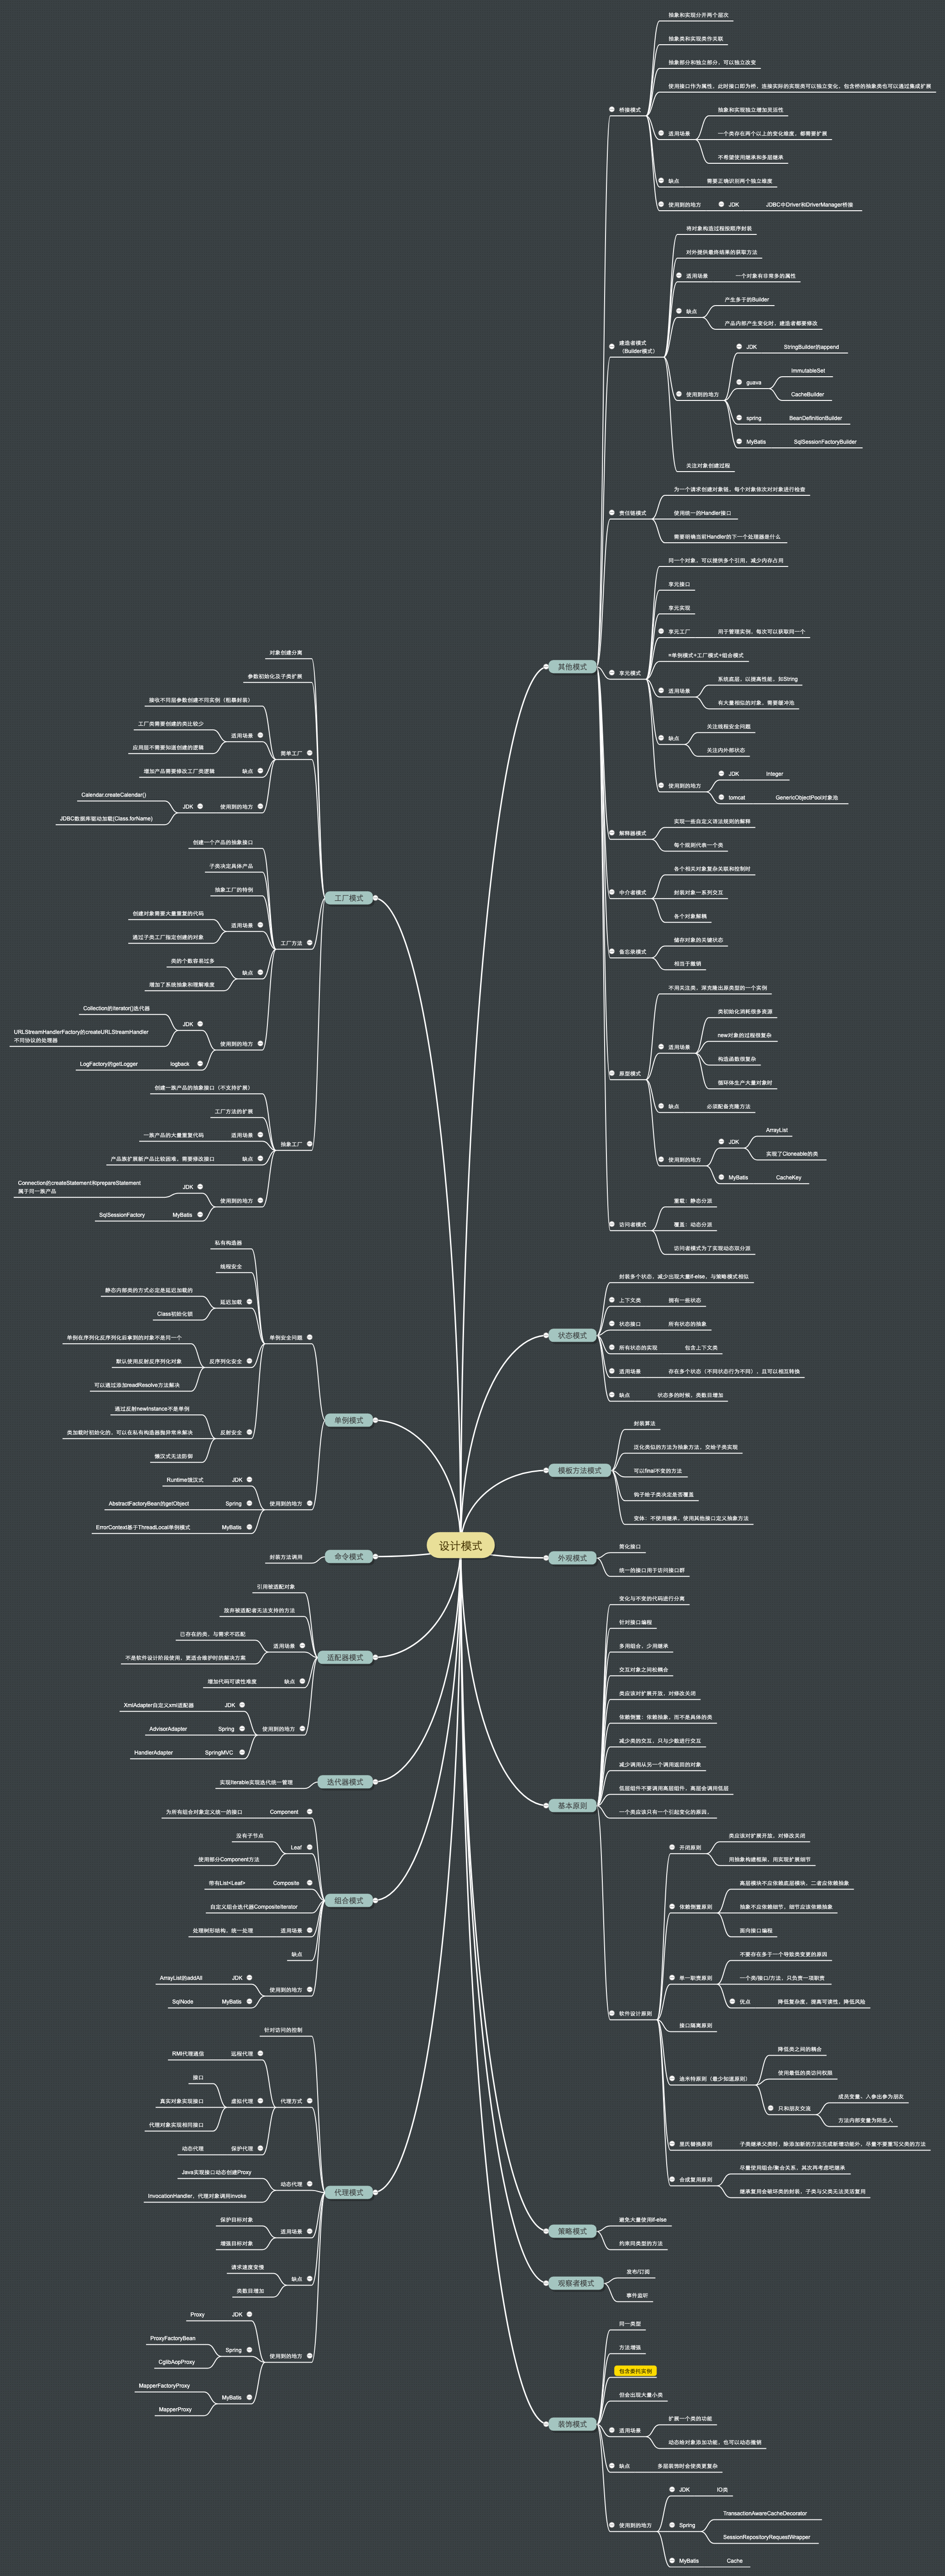 设计模式
其他模式
桥接模式
抽象和实现分开两个层次
抽象类和实现类作关联
抽象部分和独立部分，可以独立改变
使用接口作为属性，此时接口即为桥，连接实际的实现类可以独立变化，包含桥的抽象类也可以通过集成扩展
适用场景
抽象和实现独立增加灵活性
一个类存在两个以上的变化维度，都需要扩展
不希望使用继承和多层继承
缺点
需要正确识别两个独立维度
使用到的地方
JDK
JDBC中Driver和DriverManager桥接
建造者模式
（Builder模式）
将对象构造过程按顺序封装
对外提供最终结果的获取方法
适用场景
一个对象有非常多的属性
缺点
产生多于的Builder
产品内部产生变化时，建造者都要修改
使用到的地方
JDK
StringBuilder的append
guava
ImmutableSet
CacheBuilder
spring
BeanDefinitionBuilder
MyBatis
SqlSessionFactoryBuilder
关注对象创建过程
责任链模式
为一个请求创建对象链，每个对象依次对对象进行检查
使用统一的Handler接口
需要明确当前Handler的下一个处理器是什么
享元模式
同一个对象，可以提供多个引用，减少内存占用
享元接口
享元实现
享元工厂
用于管理实例，每次可以获取同一个
=单例模式+工厂模式+组合模式
适用场景
系统底层，以提高性能，如String
有大量相似的对象，需要缓冲池
缺点
关注线程安全问题
关注内外部状态
使用到的地方
JDK
Integer
tomcat
GenericObjectPool对象池
解释器模式
实现一些自定义语法规则的解释
每个规则代表一个类
中介者模式
各个相关对象复杂关联和控制时
封装对象一系列交互
各个对象解耦
备忘录模式
储存对象的关键状态
相当于撤销
原型模式
不用关注类，深克隆出原类型的一个实例
适用场景
类初始化消耗很多资源
new对象的过程很复杂
构造函数很复杂
循环体生产大量对象时
缺点
必须配备克隆方法
使用到的地方
JDK
ArrayList
实现了Cloneable的类
MyBatis
CacheKey
访问者模式
重载：静态分派
覆盖：动态分派
访问者模式为了实现动态双分派
状态模式
封装多个状态，减少出现大量if-else，与策略模式相似
上下文类
拥有一些状态
状态接口
所有状态的抽象
所有状态的实现
包含上下文类
适用场景
存在多个状态（不同状态行为不同），且可以相互转换
缺点
状态多的时候，类数目增加
模板方法模式
封装算法
泛化类似的方法为抽象方法，交给子类实现
可以final不变的方法
钩子给子类决定是否覆盖
变体：不使用继承，使用其他接口定义抽象方法
外观模式
简化接口
统一的接口用于访问接口群
基本原则
变化与不变的代码进行分离
针对接口编程
多用组合，少用继承
交互对象之间松耦合
类应该对扩展开放，对修改关闭
依赖倒置：依赖抽象，而不是具体的类
减少类的交互，只与少数进行交互
减少调用从另一个调用返回的对象
低层组件不要调用高层组件，高层会调用低层
一个类应该只有一个引起变化的原因。
软件设计原则
开闭原则
类应该对扩展开放，对修改关闭
用抽象构建框架，用实现扩展细节
依赖倒置原则
高层模块不应依赖底层模块，二者应依赖抽象
抽象不应依赖细节，细节应该依赖抽象
面向接口编程
单一职责原则
不要存在多于一个导致类变更的原因
一个类/接口/方法，只负责一项职责
优点
降低复杂度，提高可读性，降低风险
接口隔离原则
迪米特原则（最少知道原则）
降低类之间的耦合
使用最低的类访问权限
只和朋友交流
成员变量，入参出参为朋友
方法内部变量为陌生人
里氏替换原则
子类继承父类时，除添加新的方法完成新增功能外，尽量不要重写父类的方法
合成复用原则
尽量使用组合/集合关系，其次再考虑吧继承
继承复用会破坏类的封装，子类与父类无法灵活复用
策略模式
避免大量使用if-else
约束同类型的方法
观察者模式
发布/订阅
事件监听
装饰模式
同一类型
方法增强
包含委托实例
但会出现大量小类
适用场景
扩展一个类的功能
动态给对象添加功能，也可以动态撤销
缺点
多层装饰时会使类更复杂
使用到的地方
JDK
IO类
Spring
TransactionAwareCacheDecorator
SessionRepositoryRequestWrapper
MyBatis
Cache
工厂模式
对象创建分离
参数初始化及子类扩展
简单工厂
接收不同层参数创建不同实例（粗暴封装）
适用场景
工厂类需要创建的类比较少
应用层不需要知道创建的逻辑
缺点
增加产品需要修改工厂类逻辑
使用到的地方
JDK
Calendar.createCalendar()
JDBC数据库驱动加载(Class.forName)
工厂方法
创建一个产品的抽象接口
子类决定具体产品
抽象工厂的特例
适用场景
创建对象需要大量重复的代码
通过子类工厂指定创建的对象
缺点
类的个数容易过多
增加了系统抽象和理解难度
使用到的地方
JDK
Collection的iterator()迭代器
URLStreamHandlerFactory的createURLStreamHandler
不同协议的处理器
logback
LogFactory的getLogger
抽象工厂
创建一族产品的抽象接口（不支持扩展）
工厂方法的扩展
适用场景
一族产品的大量重复代码
缺点
产品族扩展新产品比较困难，需要修改接口
使用到的地方
JDK
Connection的createStatement和prepareStatement
属于同一族产品
MyBatis
SqlSessionFactory
单例模式
单例安全问题
私有构造器
线程安全
延迟加载
静态内部类的方式必定是延迟加载的
Class初始化锁
反序列化安全
单例在序列化反序列化后拿到的对象不是同一个
默认使用反射反序列化对象
可以通过添加readResolve方法解决
反射安全
通过反射newInstance不是单例
类加载时初始化的，可以在私有构造器抛异常来解决
懒汉式无法防御
使用到的地方
JDK
Runtime饿汉式
Spring
AbstractFactoryBean的getObject
MyBatis
ErrorContext基于ThreadLocal单例模式
命令模式
封装方法调用
适配器模式
引用被适配对象
放弃被适配者无法支持的方法
适用场景
已存在的类，与需求不匹配
不是软件设计阶段使用，更适合维护时的解决方案
缺点
增加代码可读性难度
使用到的地方
JDK
XmlAdapter自定义xml适配器
Spring
AdvisorAdapter
SpringMVC
HandlerAdapter
迭代器模式
实现Iterable实现迭代统一管理
组合模式
Component
为所有组合对象定义统一的接口
Leaf
没有子节点
使用部分Component方法
Composite
带有List<Leaf>
自定义组合迭代器CompositeIterator
适用场景
处理树形结构，统一处理
缺点
使用到的地方
JDK
ArrayList的addAll
MyBatis
SqlNode
代理模式
针对访问的控制
代理方式
远程代理
RMI代理通信
虚拟代理
接口
真实对象实现接口
代理对象实现相同接口
保护代理
动态代理
动态代理
Java实现接口动态创建Proxy
InvocationHandler，代理对象调用invoke
适用场景
保护目标对象
增强目标对象
缺点
请求速度变慢
类数目增加
使用到的地方
JDK
Proxy
Spring
ProxyFactoryBean
CglibAopProxy
MyBatis
MapperFactoryProxy
MapperProxy